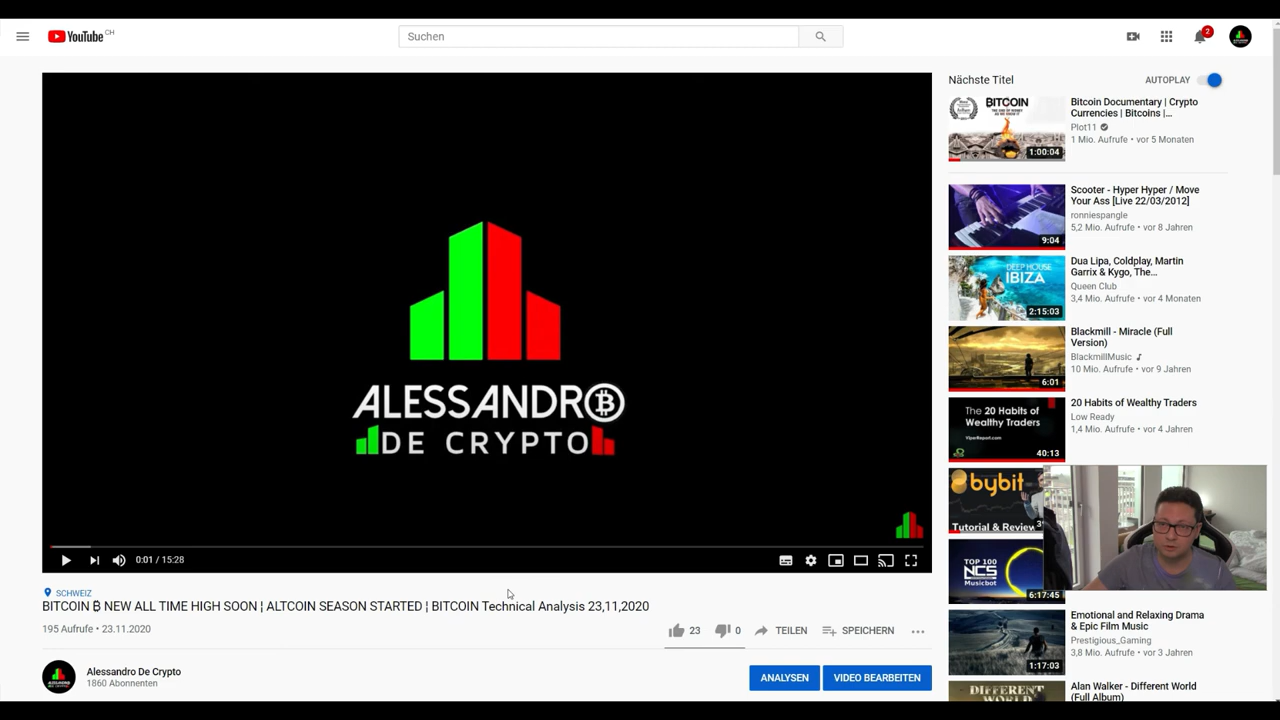 YouTube CH
Suchen
2
ALESSANDRO
DE CRYPTO
0:01 / 15:28
SCHWEIZ
BITCOIN ₿ NEW ALL TIME HIGH SOON ¦ ALTCOIN SEASON STARTED ¦ BITCOIN Technical Analysis 23,11,2020
195 Aufrufe • 23.11.2020
23
0
TEILEN
SPEICHERN
Alessandro De Crypto
1860 Abonnenten
ANALYSEN
VIDEO BEARBEITEN
Nächste Titel
AUTOPLAY
BITCOIN
1:00:04
Bitcoin Documentary | Crypto
Currencies | Bitcoins |...
Plot11
1 Mio. Aufrufe • vor 5 Monaten
9:04
Scooter - Hyper Hyper / Move
Your Ass [Live 22/03/2012]
ronniespangle
5,2 Mio. Aufrufe • vor 8 Jahren
DEEP HOUSE
IBIZA
2:15:03
Dua Lipa, Coldplay, Martin
Garrix & Kygo, The...
Queen Club
3,4 Mio. Aufrufe • vor 4 Monaten
6:01
Blackmill - Miracle (Full
Version)
BlackmillMusic
10 Mio. Aufrufe • vor 9 Jahren
The 20 Habits of
Wealthy Traders
ViperReport.com
40:13
20 Habits of Wealthy Traders
Low Ready
1,4 Mio. Aufrufe • vor 4 Jahren
bybit
Tutorial & Review
TOP 100
NCS
Musicbot
6:17:45
1:17:03
Emotional and Relaxing Drama
& Epic Film Music
Prestigious_Gaming
3,8 Mio. Aufrufe • vor 3 Jahren
DIFFERENT
Alan Walker - Different World
(Full Album)